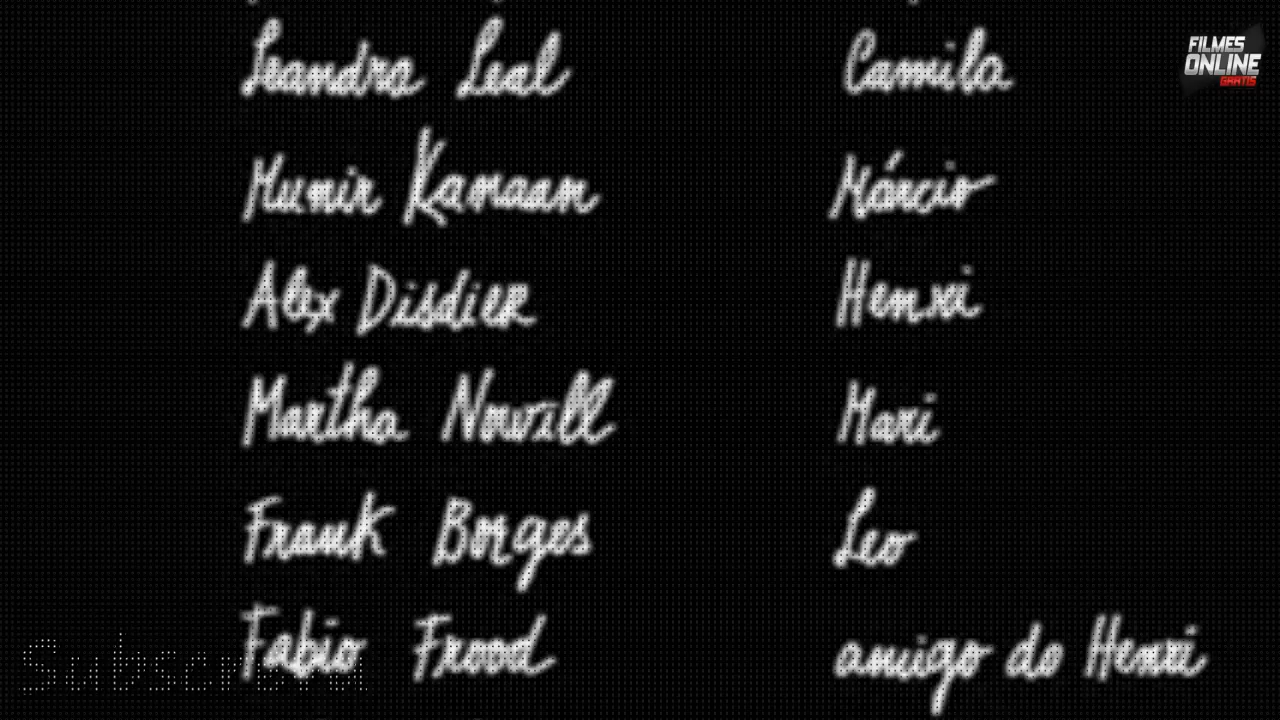 Leandra Leal Camila
Munir Kanaan Márcio
Alex Disdier Henri
Martha Nowill Mari
Frank Borges Leo
Fabio Frood amigo do Henri
FILMES
ONLINE
GRÁTIS